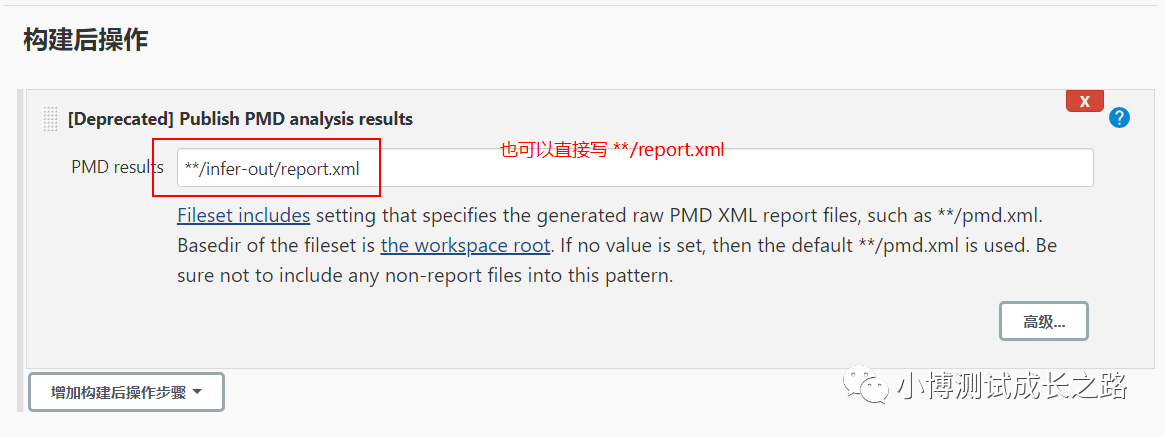 构建后操作
[Deprecated] Publish PMD analysis results
X
?
也可以直接写 **/report.xml
PMD results
**/infer-out/report.xml
Fileset includes setting that specifies the generated raw PMD XML report files, such as **/pmd.xml.
Basedir of the fileset is the workspace root. If no value is set, then the default **/pmd.xml is used. Be
sure not to include any non-report files into this pattern.
高级...
增加构建后操作步骤
小博测试成长之路